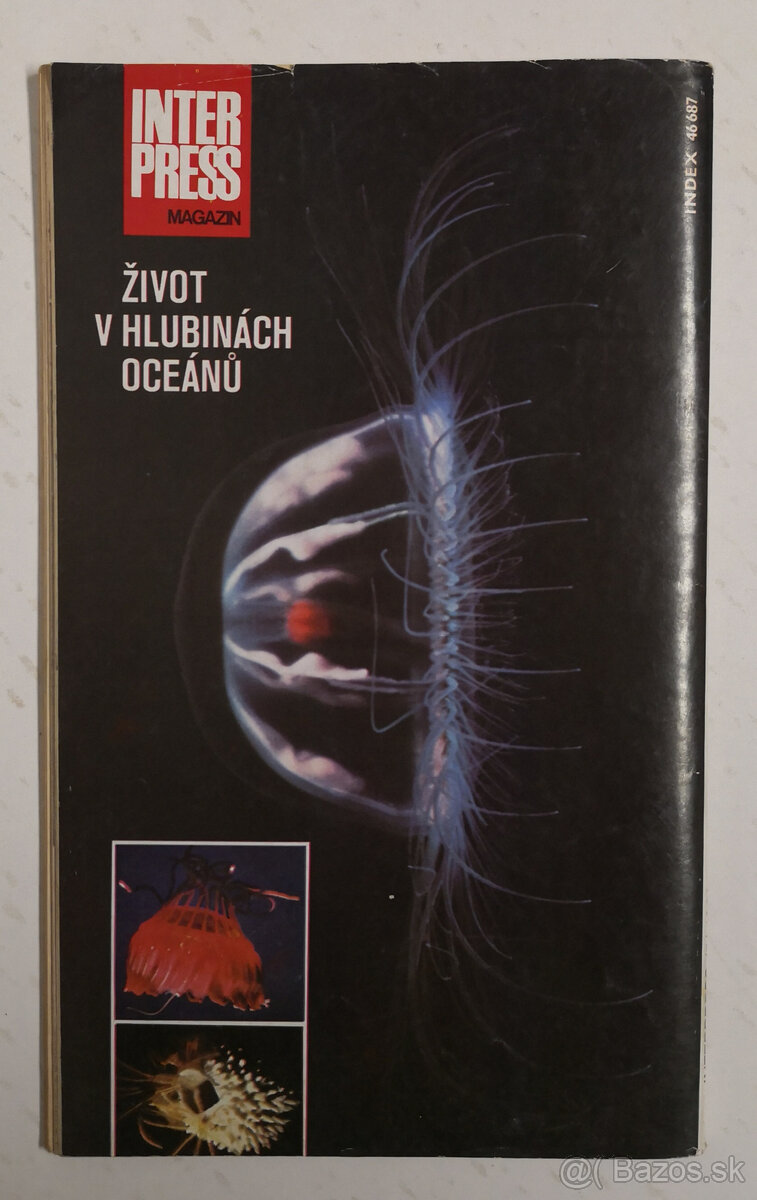 INTER
PRESS
MAGAZIN
ŽIVOT
V HLUBINÁCH
OCEÁNŮ
INDEX 46 687
@( Bazos.sk